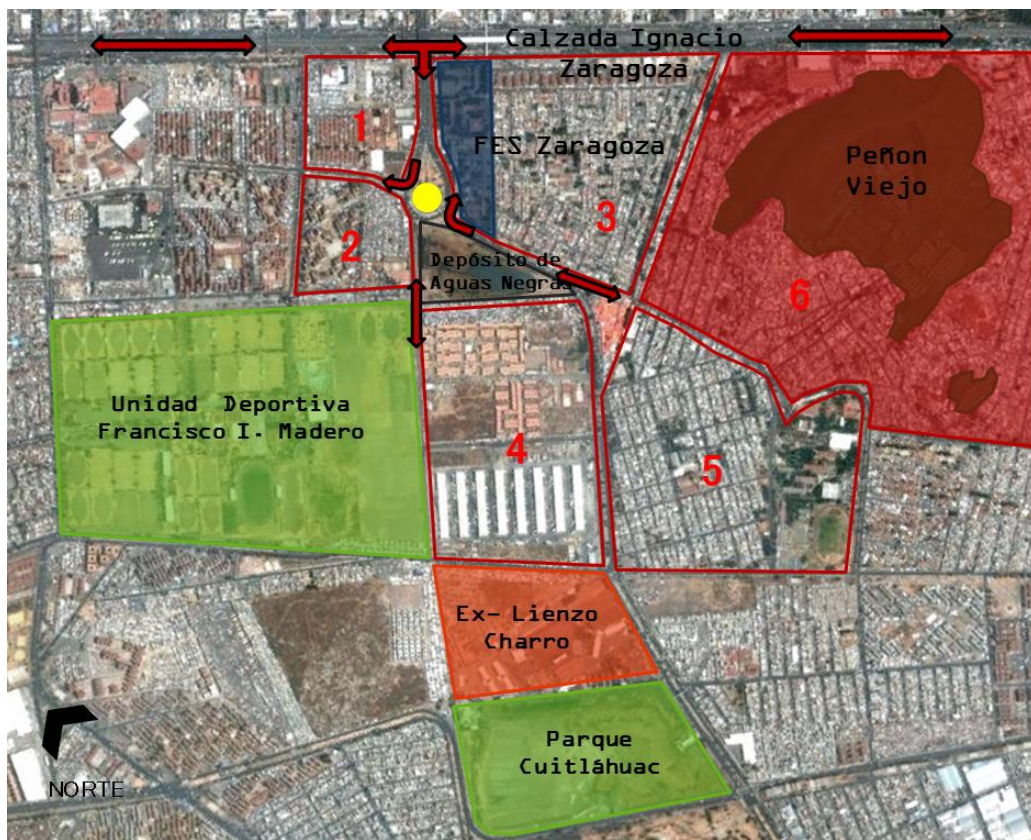 Calzada Ignacio
Zaragoza
1
FES Zaragoza
Peñon
Viejo
3
2
Depósito de
Aguas Negras
6
Unidad Deportiva
Francisco I. Madero
4
5
Ex- Lienzo
Charro
Parque
Cuitláhuac
NORTE